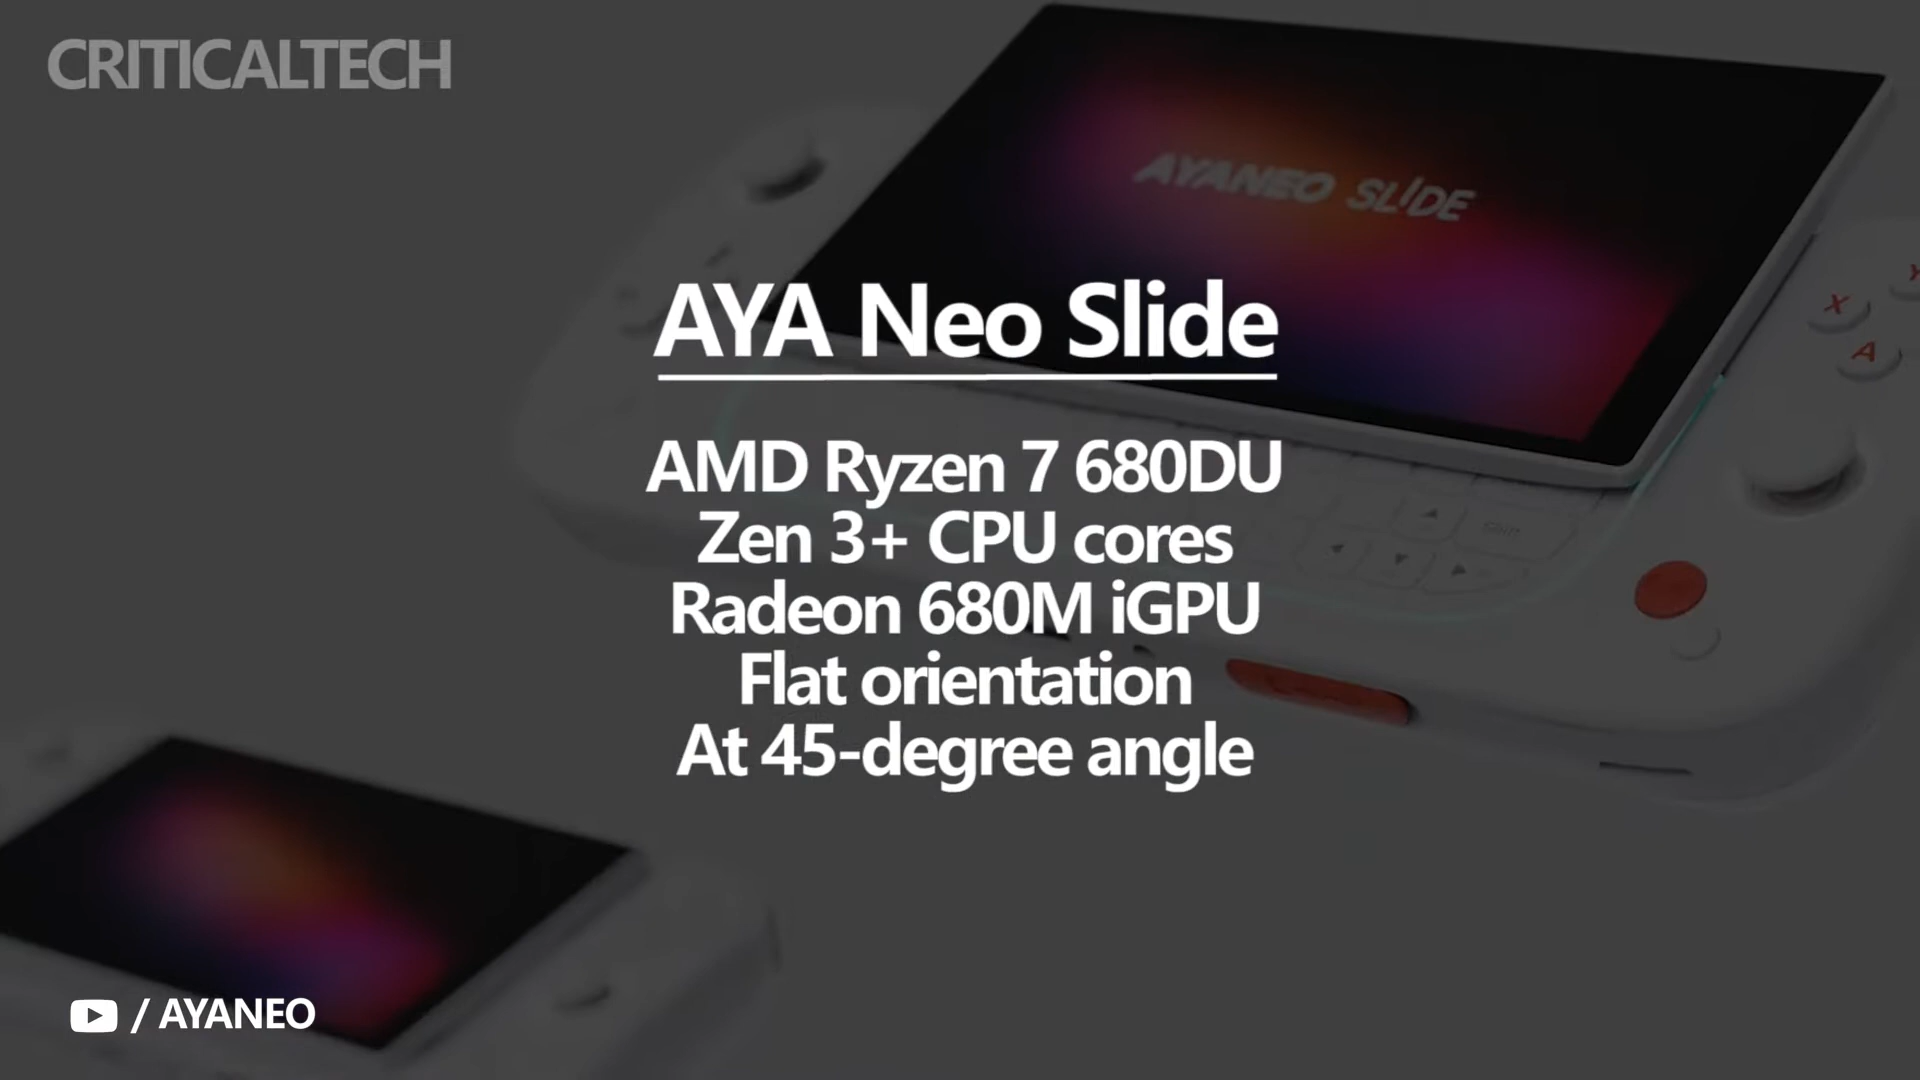 CRITICALTECH
AYANEO SLIDE
AYA Neo Slide
AMD Ryzen 7 680DU
Zen 3+ CPU cores
Radeon 680M iGPU
Flat orientation
At 45-degree angle
Y
X
A
Shift
/ AYANEO